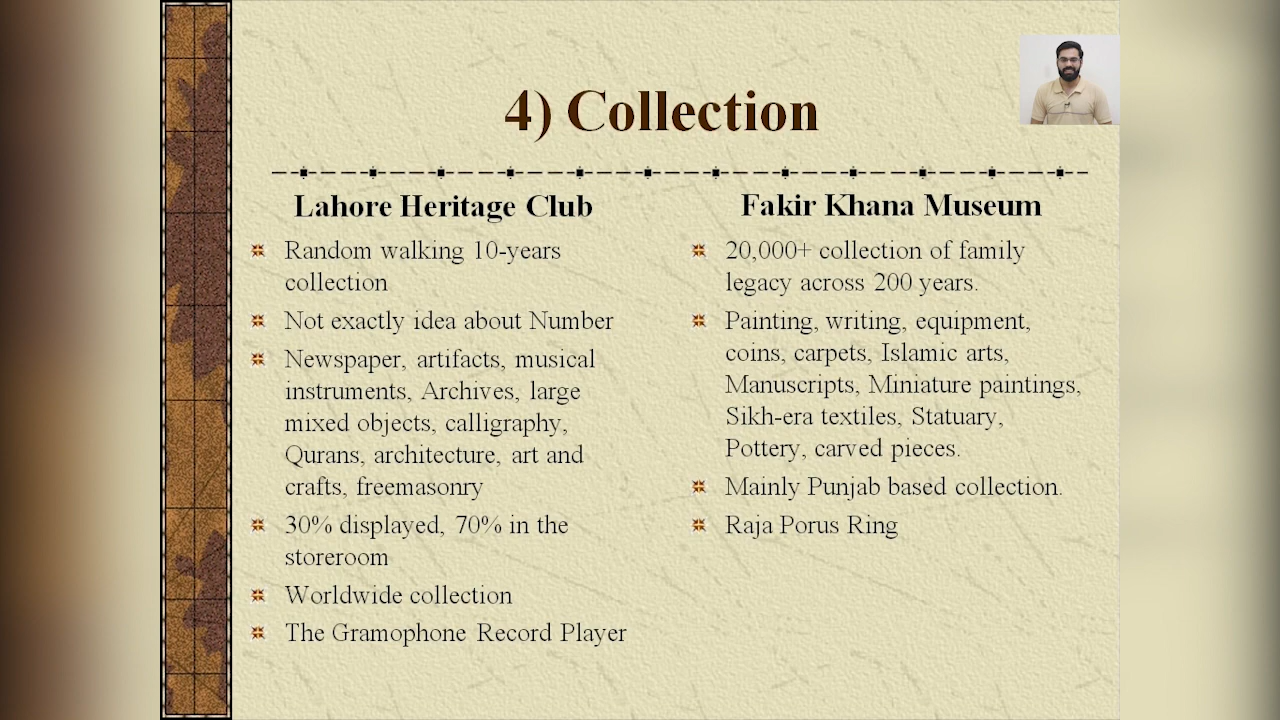 4) Collection
Lahore Heritage Club
Random walking 10-years
collection
Not exactly idea about Number
Newspaper, artifacts, musical
instruments, Archives, large
mixed objects, calligraphy,
Qurans, architecture, art and
crafts, freemasonry
30% displayed, 70% in the
storeroom
Worldwide collection
The Gramophone Record Player
Fakir Khana Museum
20,000+ collection of family
legacy across 200 years.
Painting, writing, equipment,
coins, carpets, Islamic arts,
Manuscripts, Miniature paintings,
Sikh-era textiles, Statuary,
Pottery, carved pieces.
Mainly Punjab based collection.
Raja Porus Ring